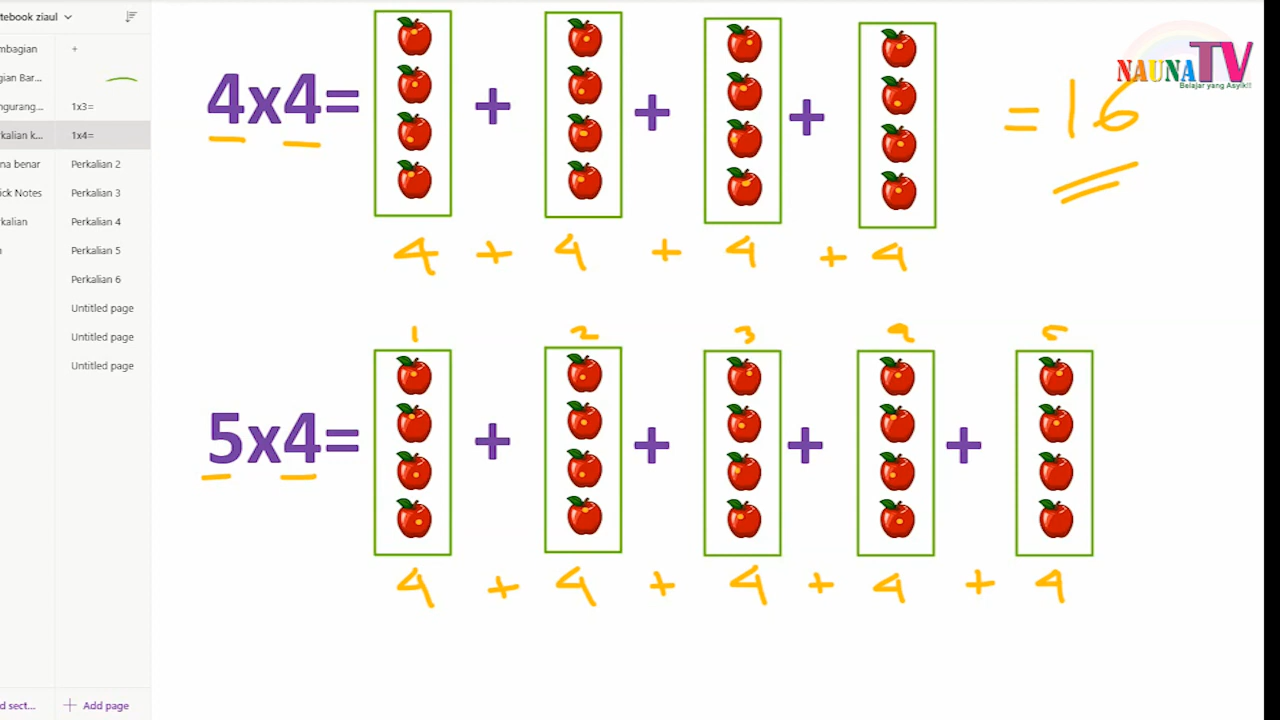 tebook ziaul
mbagian
gian Bar...
ngurang...
rkalian k...
na benar
ick Notes
rkalian
n
d sect...
+
1x3=
1x4=
Perkalian 2
Perkalian 3
Perkalian 4
Perkalian 5
Perkalian 6
Untitled page
Untitled page
Untitled page
+ Add page
NAUNA TV
Belajar yang Asyik!!
4x4= + + + = 16
4 + 4 + 4 + 4
1 2 3 4 5
5x4= + + + +
4 + 4 + 4 + 4 + 4